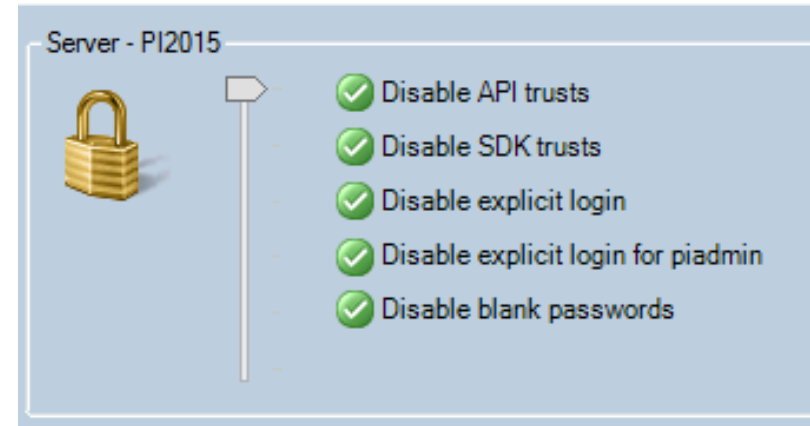 Server - PI2015
Disable API trusts
Disable SDK trusts
Disable explicit login
Disable explicit login for piadmin
Disable blank passwords